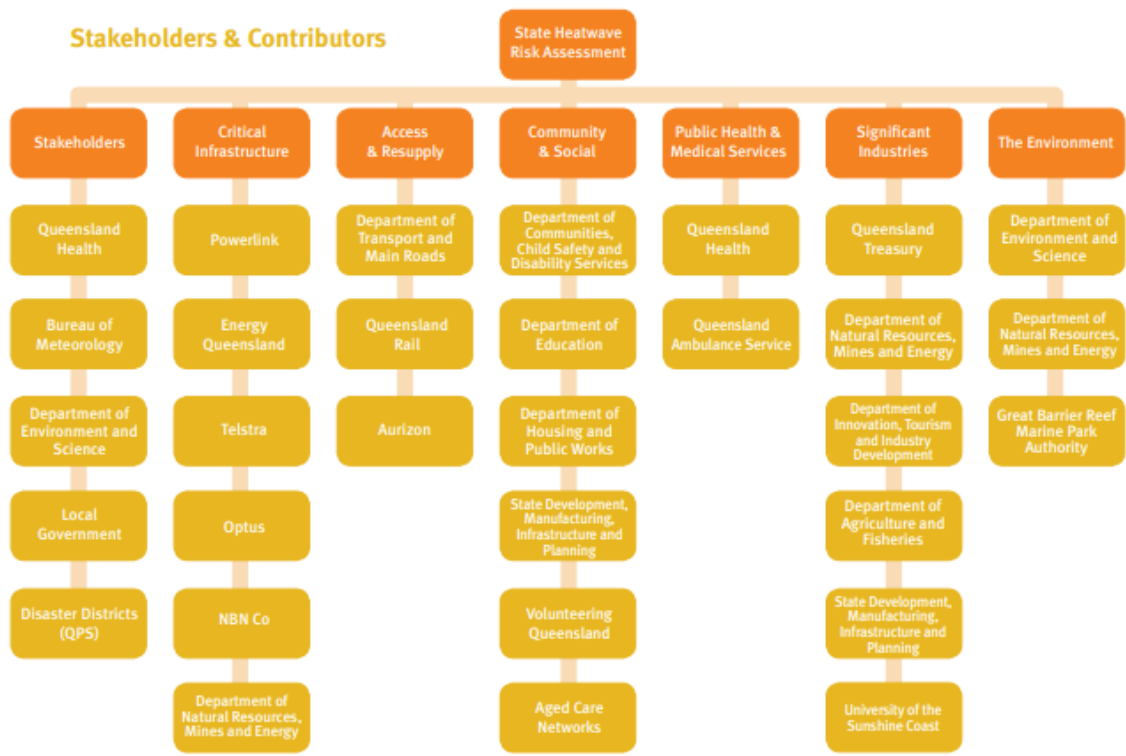 Stakeholders & Contributors
State Heatwave
Risk Assessment
Stakeholders
Critical
Infrastructure
Access
& Resupply
Community
& Social
Public Health &
Medical Services
Significant
Industries
The Environment
Queensland
Health
Powerlink
Department of
Transport and
Main Roads
Department of
Communities,
Child Safety and
Disability Services
Queensland
Health
Queensland
Treasury
Department of
Environment and
Science
Bureau of
Meteorology
Energy
Queensland
Queensland
Rail
Department of
Education
Queensland
Ambulance Service
Department of
Natural Resources,
Mines and Energy
Department of
Natural Resources,
Mines and Energy
Department of
Environment and
Science
Telstra
Aurizon
Department of
Housing and
Public Works
Department of
Innovation, Tourism
and Industry
Development
Great Barrier Reef
Marine Park
Authority
Local
Government
Optus
State Development,
Manufacturing,
Infrastructure and
Planning
Department of
Agriculture and
Fisheries
Disaster Districts
(QPS)
NBN Co
Volunteering
Queensland
State Development,
Manufacturing,
Infrastructure and
Planning
Department of
Natural Resources,
Mines and Energy
Aged Care
Networks
University of the
Sunshine Coast